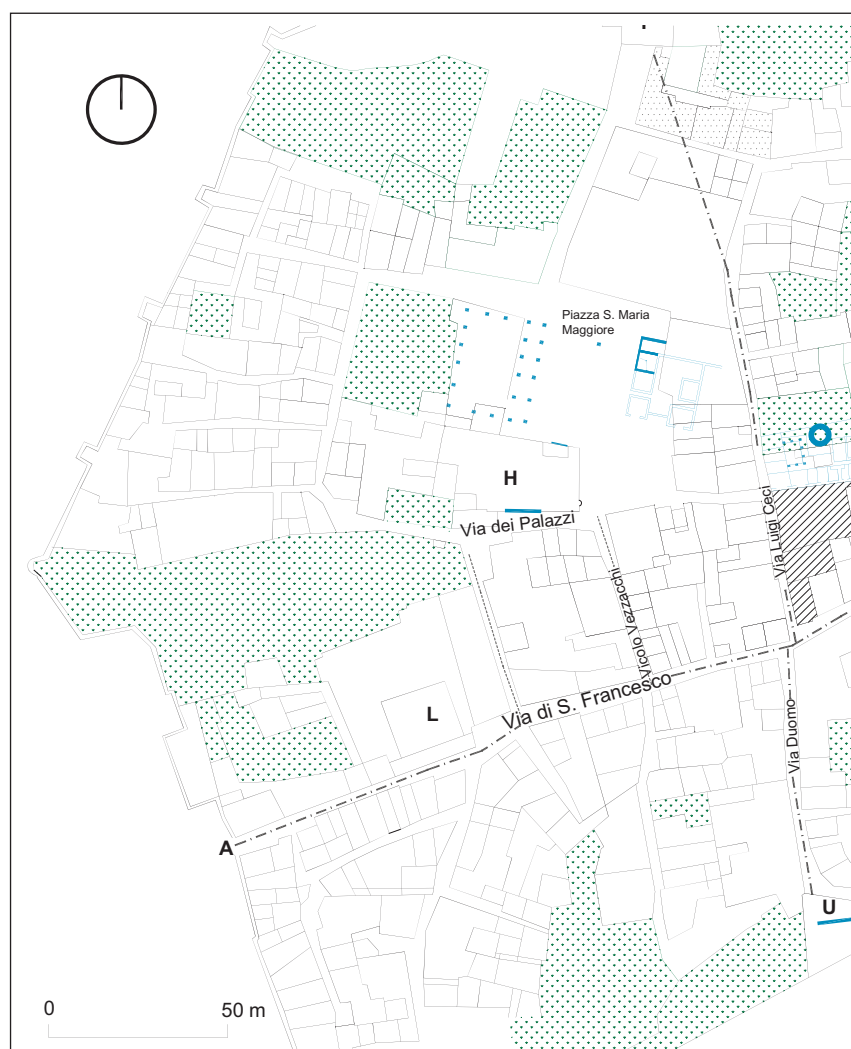 Piazza S. Maria
Maggiore
H
Via dei Palazzi
Via Luigi Ceci
Vicolo Vezzacchi
L
Via di S. Francesco
Via Duomo
A
U
0
50 m